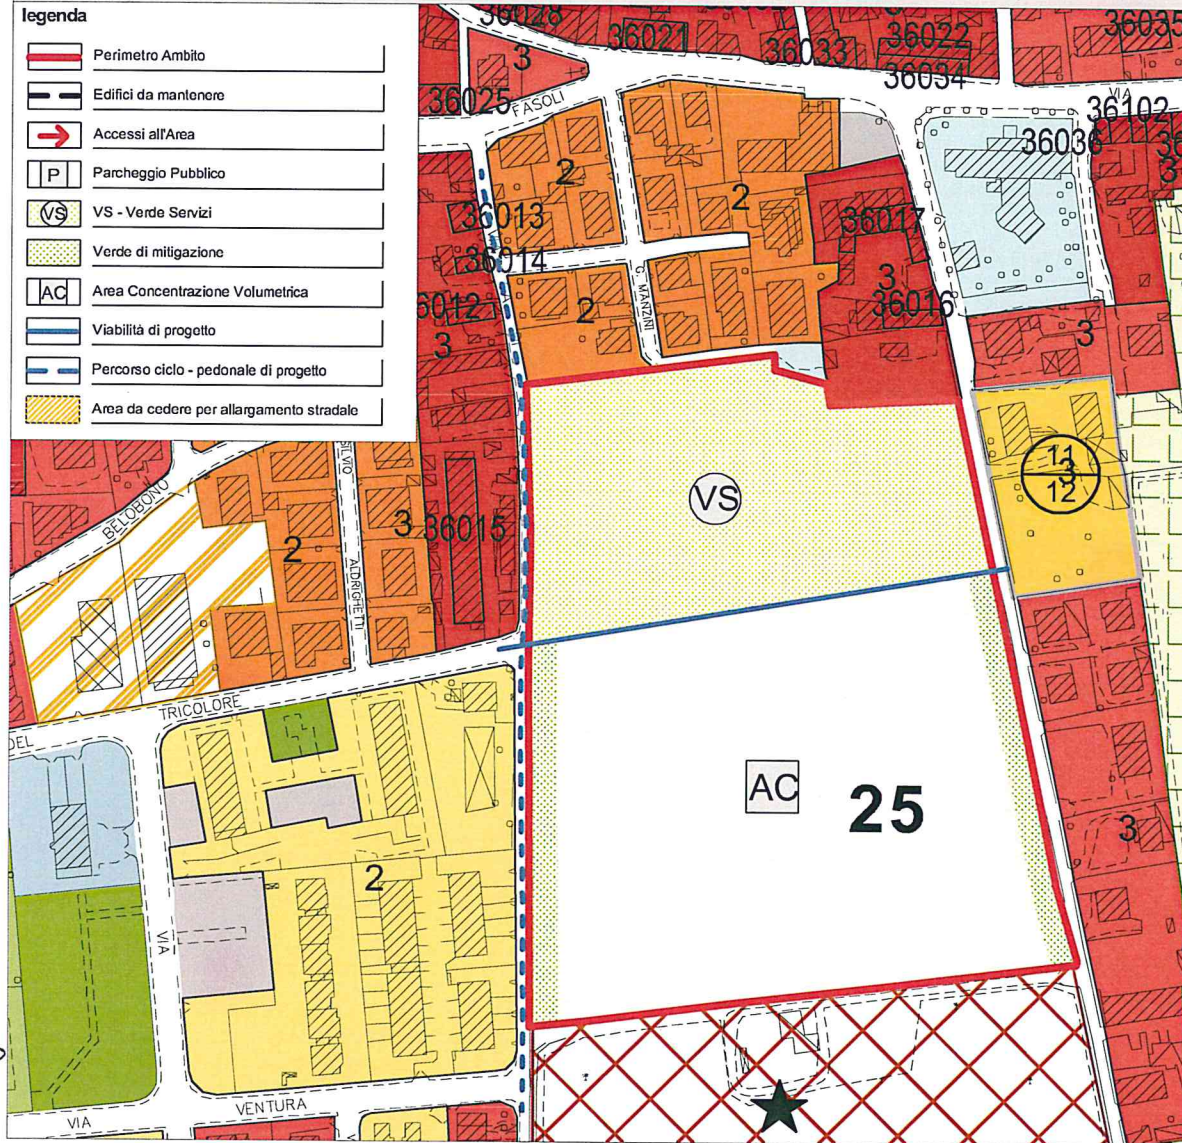 legenda
Perimetro Ambito
Edifici da mantenere
Accessi all'Area
P
Parcheggio Pubblico
VS
VS - Verde Servizi
Verde di mitigazione
AC
Area Concentrazione Volumetrica
Viabilità di progetto
Percorso ciclo - pedonale di progetto
Area da cedere per allargamento stradale
36028
36021
36033
36022
36034
36035
3
36025
FASOLI
VIA
36102
36036
3
2
2
36013
36014
36017
3
36016
36012
3
2
G. MANZINI
3
11
3
12
VS
BELOBONO
SILVIO
ALDRIGHETTI
2
3
36015
TRICOLORE
DEL
AC
25
3
2
VIA
VENTURA
VIA
2